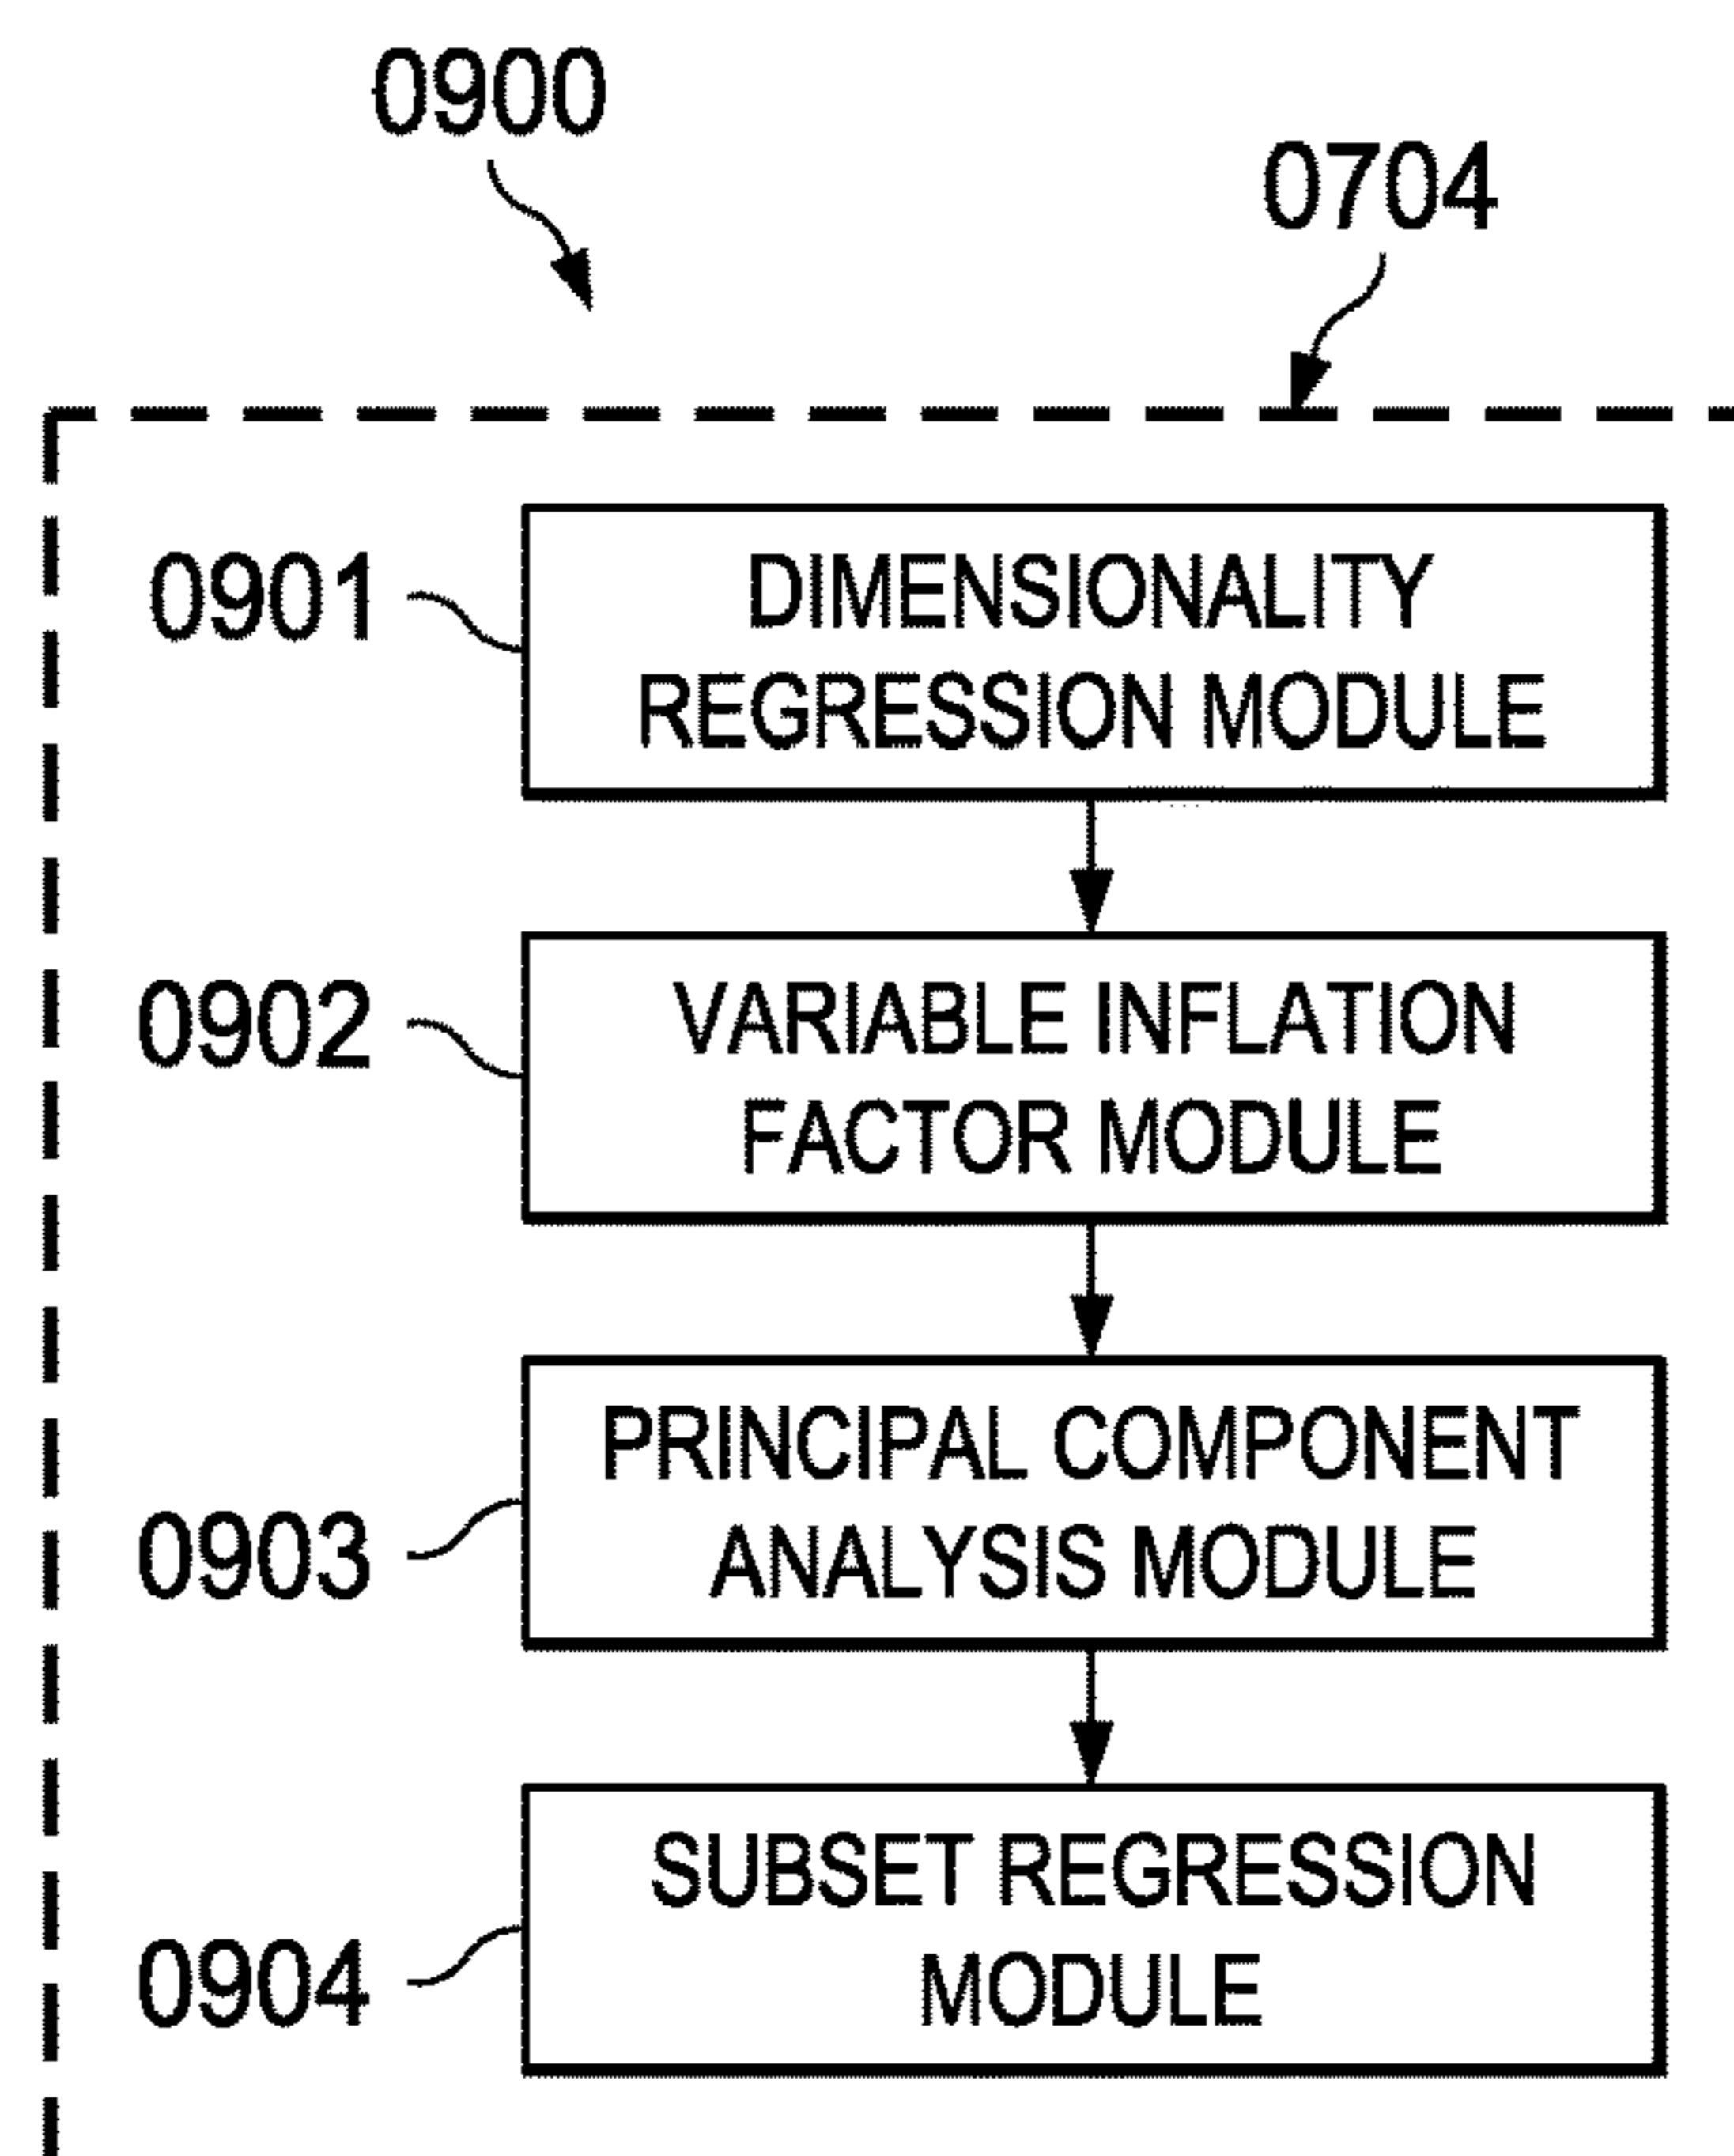 0900
0704
0901
DIMENSIONALITY
REGRESSION MODULE
0902
VARIABLE INFLATION
FACTOR MODULE
0903
PRINCIPAL COMPONENT
ANALYSIS MODULE
0904
SUBSET REGRESSION
MODULE